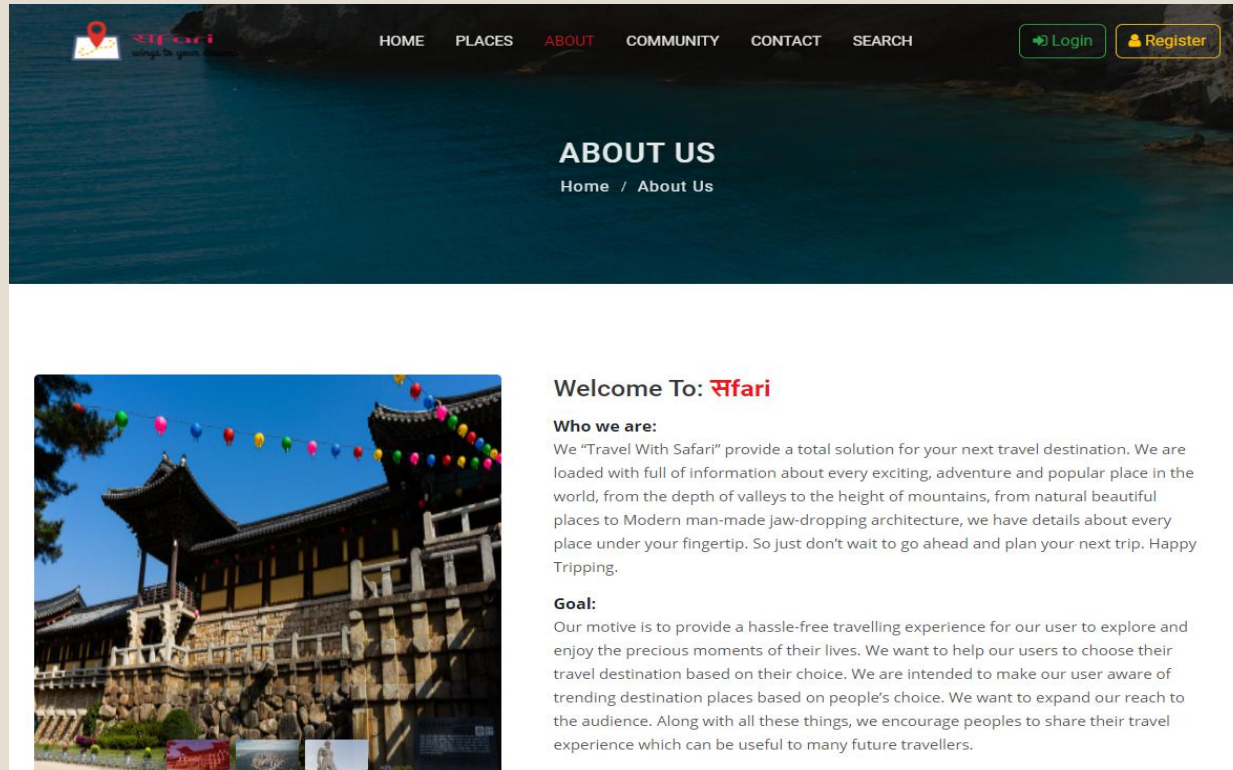 सfari
wings to your dreams
HOME PLACES ABOUT COMMUNITY CONTACT SEARCH
Login Register
ABOUT US
Home / About Us
Welcome To: सfari
Who we are:
We “Travel With Safari” provide a total solution for your next travel destination. We are
loaded with full of information about every exciting, adventure and popular place in the
world, from the depth of valleys to the height of mountains, from natural beautiful
places to Modern man-made jaw-dropping architecture, we have details about every
place under your fingertip. So just don’t wait to go ahead and plan your next trip. Happy
Tripping.
Goal:
Our motive is to provide a hassle-free travelling experience for our user to explore and
enjoy the precious moments of their lives. We want to help our users to choose their
travel destination based on their choice. We are intended to make our user aware of
trending destination places based on people’s choice. We want to expand our reach to
the audience. Along with all these things, we encourage peoples to share their travel
experience which can be useful to many future travellers.